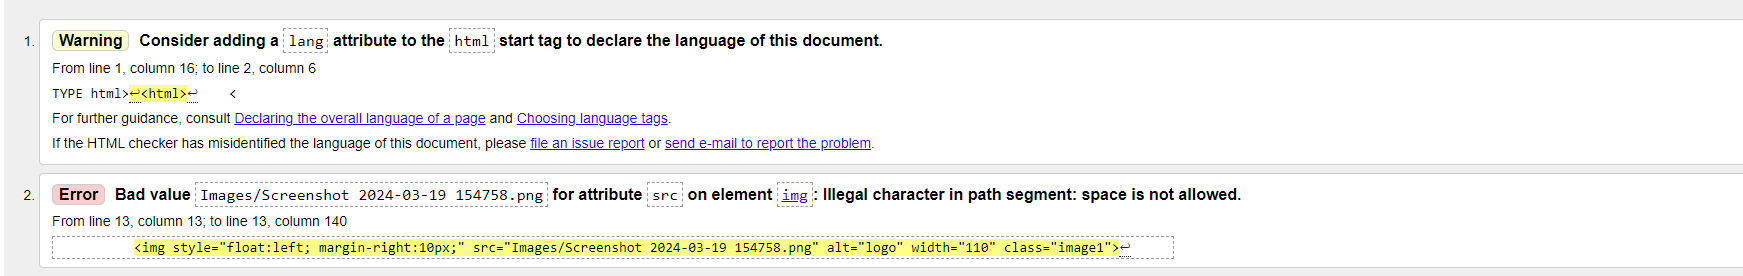 1. Warning Consider adding a lang attribute to the html start tag to declare the language of this document.
From line 1, column 16; to line 2, column 6
TYPE html>↩<html>↩    <
For further guidance, consult Declaring the overall language of a page and Choosing language tags.
If the HTML checker has misidentified the language of this document, please file an issue report or send e-mail to report the problem.
2. Error Bad value Images/Screenshot 2024-03-19 154758.png for attribute src on element img: Illegal character in path segment: space is not allowed.
From line 13, column 13; to line 13, column 140
<img style="float:left; margin-right:10px;" src="Images/Screenshot 2024-03-19 154758.png" alt="logo" width="110" class="image1">↩